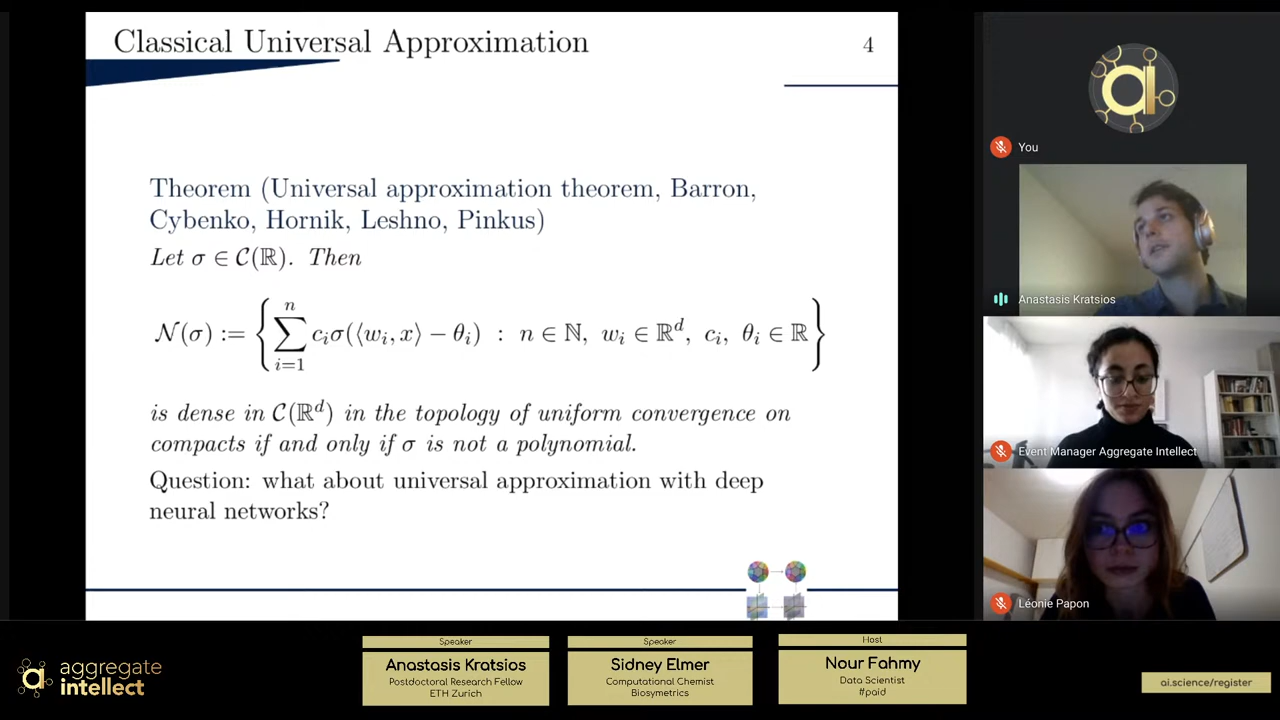 Classical Universal Approximation
4
Theorem (Universal approximation theorem, Barron,
Cybenko, Hornik, Leshno, Pinkus)
Let σ ∈ C(ℝ). Then
N(σ) := { ∑_{i=1}^{n} c_i σ(⟨w_i, x⟩ − θ_i) : n ∈ ℕ, w_i ∈ ℝ^d, c_i, θ_i ∈ ℝ }
is dense in C(ℝ^d) in the topology of uniform convergence on
compacts if and only if σ is not a polynomial.
Question: what about universal approximation with deep
neural networks?
You
Anastasis Kratsios
Event Manager Aggregate Intellect
Léonie Papon
aggregate
intellect
Speaker
Anastasis Kratsios
Postdoctoral Research Fellow
ETH Zurich
Speaker
Sidney Elmer
Computational Chemist
Biosymetrics
Host
Nour Fahmy
Data Scientist
#paid
ai.science/register